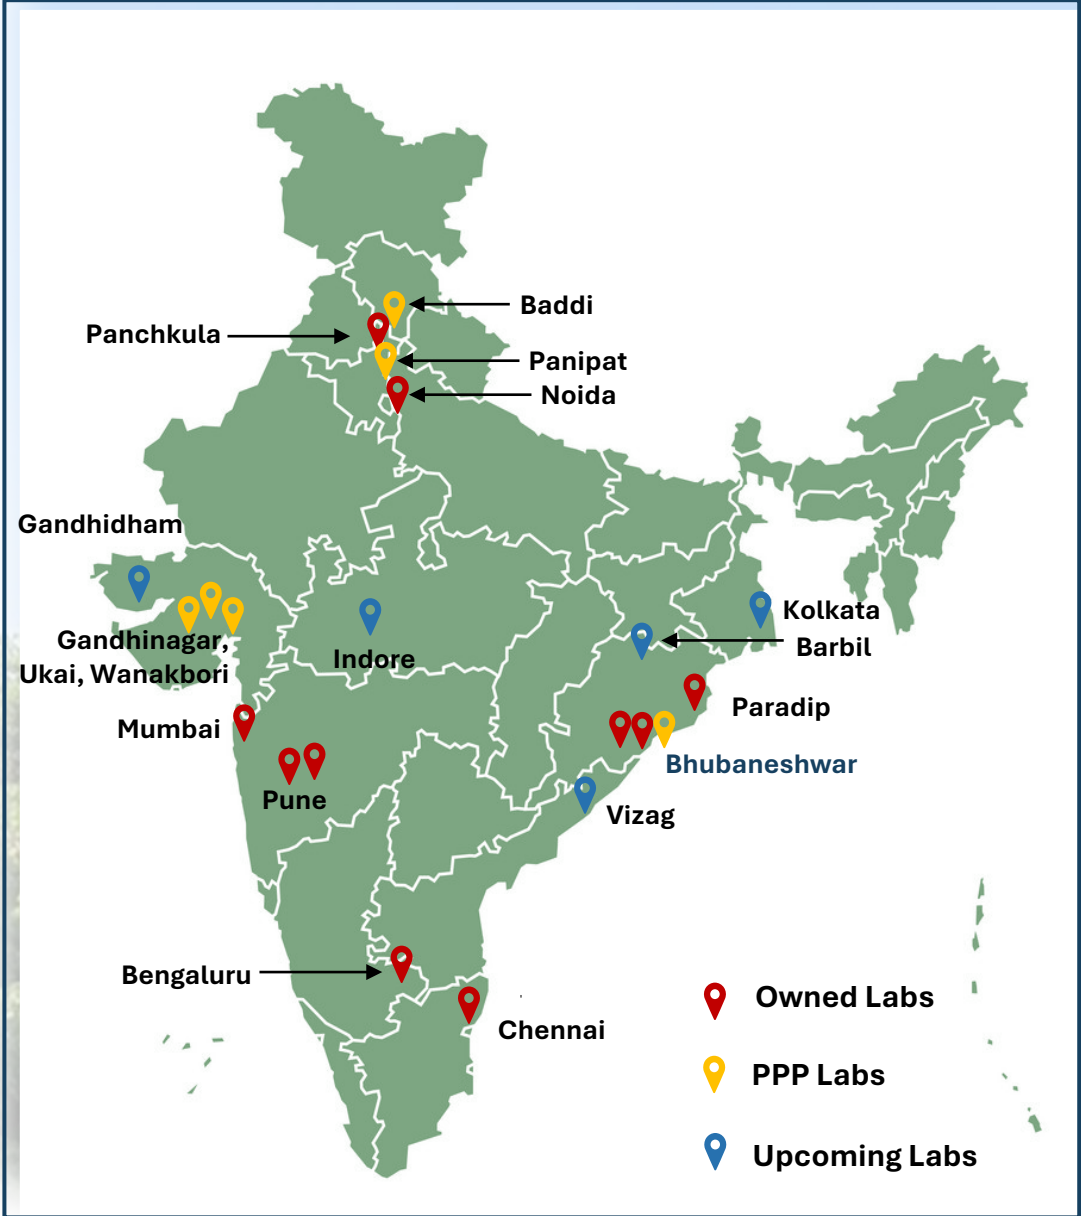 Baddi
Panchkula
Panipat
Noida
Gandhidham
Kolkata
Gandhinagar,
Barbil
Indore
Ukai, Wanakbori
Paradip
Mumbai
Bhubaneshwar
Pune
Vizag
Bengaluru
Owned Labs
Chennai
PPP Labs
Upcoming Labs